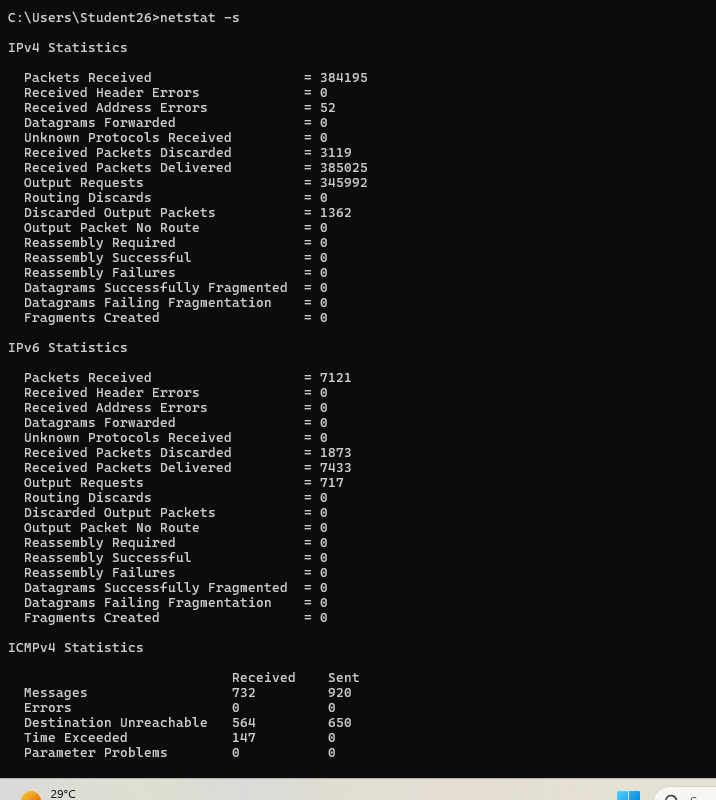 C:\Users\Student26>netstat -s
IPv4 Statistics
Packets Received = 384195
Received Header Errors = 0
Received Address Errors = 52
Datagrams Forwarded = 0
Unknown Protocols Received = 0
Received Packets Discarded = 3119
Received Packets Delivered = 385025
Output Requests = 345992
Routing Discards = 0
Discarded Output Packets = 1362
Output Packet No Route = 0
Reassembly Required = 0
Reassembly Successful = 0
Reassembly Failures = 0
Datagrams Successfully Fragmented = 0
Datagrams Failing Fragmentation = 0
Fragments Created = 0
IPv6 Statistics
Packets Received = 7121
Received Header Errors = 0
Received Address Errors = 0
Datagrams Forwarded = 0
Unknown Protocols Received = 0
Received Packets Discarded = 1873
Received Packets Delivered = 7433
Output Requests = 717
Routing Discards = 0
Discarded Output Packets = 0
Output Packet No Route = 0
Reassembly Required = 0
Reassembly Successful = 0
Reassembly Failures = 0
Datagrams Successfully Fragmented = 0
Datagrams Failing Fragmentation = 0
Fragments Created = 0
ICMPv4 Statistics
Received Sent
Messages 732 920
Errors 0 0
Destination Unreachable 564 650
Time Exceeded 147 0
Parameter Problems 0 0
29°C